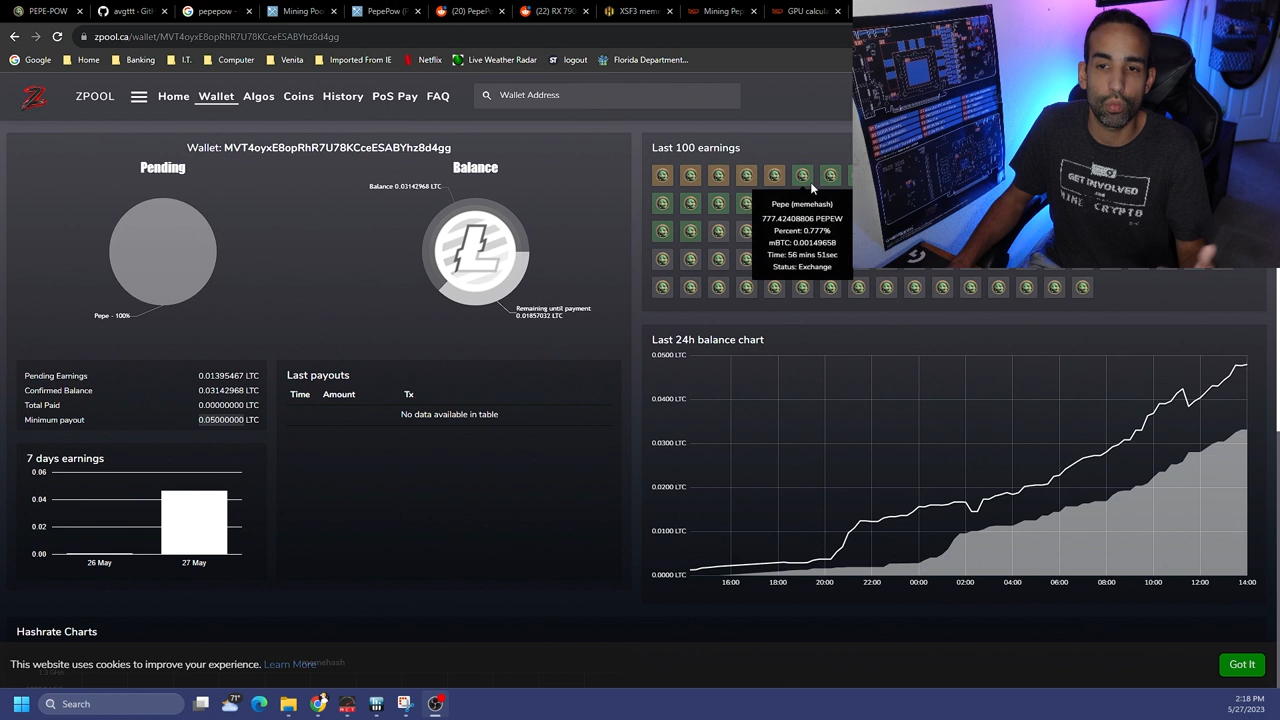 PEPE-POW
avgttt · Gith
pepepow -
Mining Poo
PepePow (P
(20) PepeP
(22) RX 790
XSF3 meme
Mining Pep
GPU calcula
zpool.ca/wallet/MVT4oyxE8opRhR7U78KCceESABYhz8d4gg
Google
Home
Banking
Computer
Venita
Imported From IE
Netflix
Live Weather Radar
logout
Florida Department...
ZPOOL
Home
Wallet
Algos
Coins
History
PoS Pay
FAQ
Wallet Address
Wallet: MVT4oyxE8opRhR7U78KCceESABYhz8d4gg
Pending
Balance
Balance 0.03142968 LTC
Remaining until payment
0.01857032 LTC
Pepe - 100%
Pending Earnings 0.01395467 LTC
Confirmed Balance 0.03142968 LTC
Total Paid 0.00000000 LTC
Minimum payout 0.05000000 LTC
Last payouts
Time Amount Tx
No data available in table
7 days earnings
0.06
0.04
0.02
0.00
26 May
27 May
Last 100 earnings
Pepe (memehash)
777.42408806 PEPEW
Percent: 0.777%
mBTC: 0.00149658
Time: 56 mins 51sec
Status: Exchange
GET INVOLVED
MINE CRYPTO
Last 24h balance chart
0.0500 LTC
0.0400 LTC
0.0300 LTC
0.0200 LTC
0.0100 LTC
0.0000 LTC
16:00 18:00 20:00 22:00 00:00 02:00 04:00 06:00 08:00 10:00 12:00 14:00
Hashrate Charts
memehash
This website uses cookies to improve your experience. Learn More
Got It
Search
71°
2:18 PM
5/27/2023